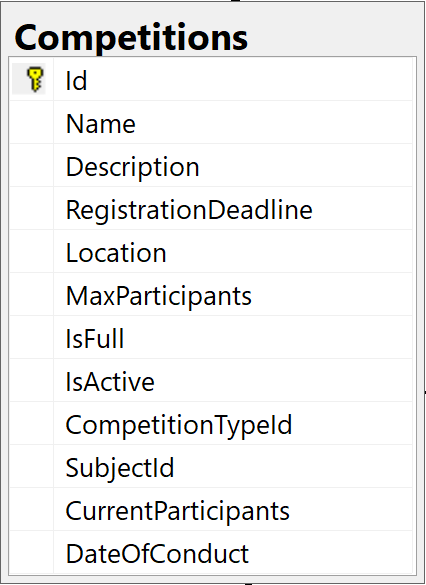 Competitions
Id
Name
Description
RegistrationDeadline
Location
MaxParticipants
IsFull
IsActive
CompetitionTypeId
SubjectId
CurrentParticipants
DateOfConduct